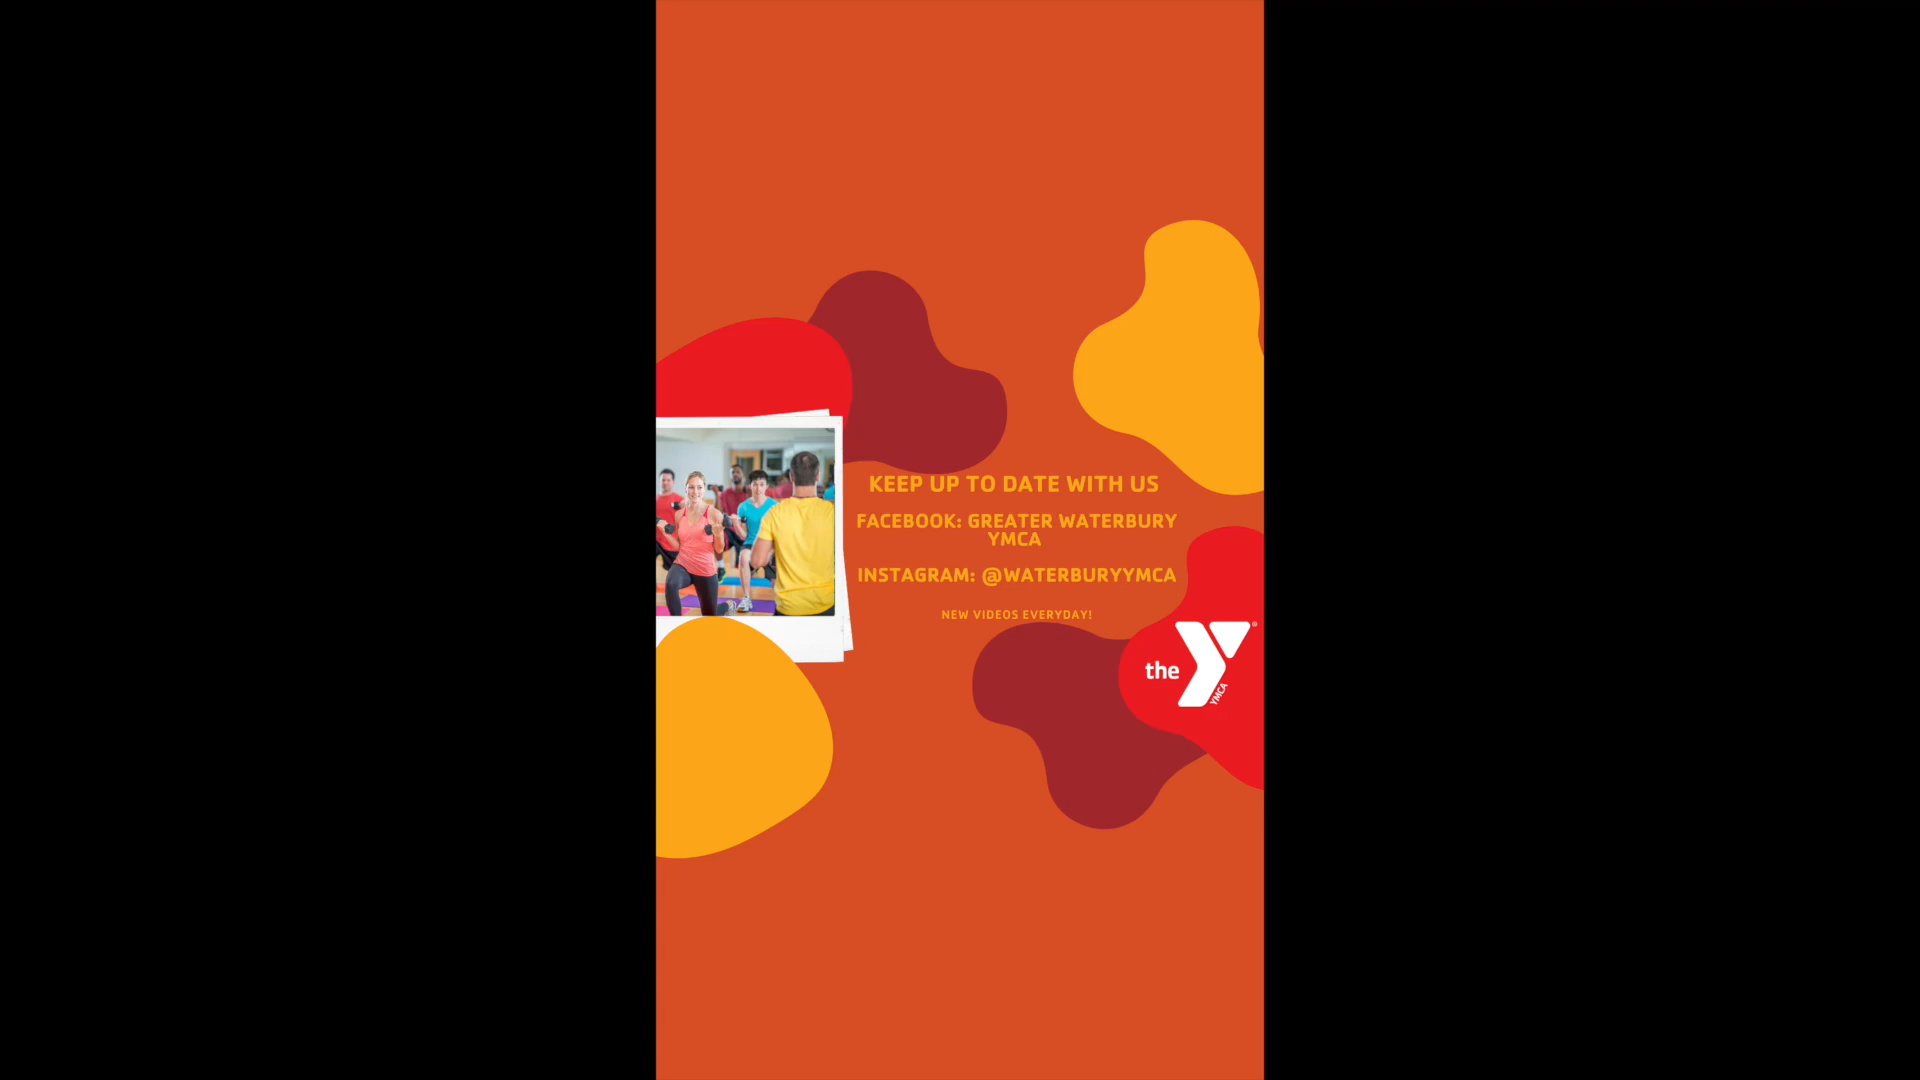 KEEP UP TO DATE WITH US
FACEBOOK: GREATER WATERBURY
YMCA
INSTAGRAM: @WATERBURYYMCA
NEW VIDEOS EVERYDAY!
the Y®
YMCA